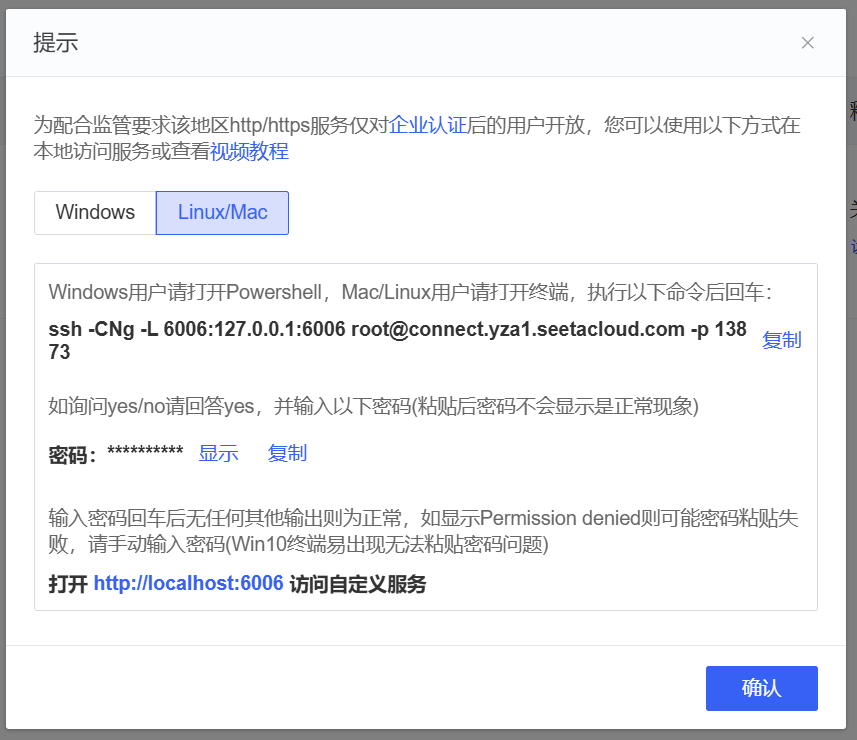 提示
为配合监管要求该地区http/https服务仅对企业认证后的用户开放，您可以使用以下方式在
本地访问服务或查看视频教程
Windows
Linux/Mac
Windows用户请打开Powershell，Mac/Linux用户请打开终端，执行以下命令后回车：
ssh -CNg -L 6006:127.0.0.1:6006 root@connect.yza1.seetacloud.com -p 138
73
复制
如询问yes/no请回答yes，并输入以下密码(粘贴后密码不会显示是正常现象)
密码：********** 显示 复制
输入密码回车后无任何其他输出则为正常，如显示Permission denied则可能密码粘贴失
败，请手动输入密码(Win10终端易出现无法粘贴密码问题)
打开 http://localhost:6006 访问自定义服务
确认